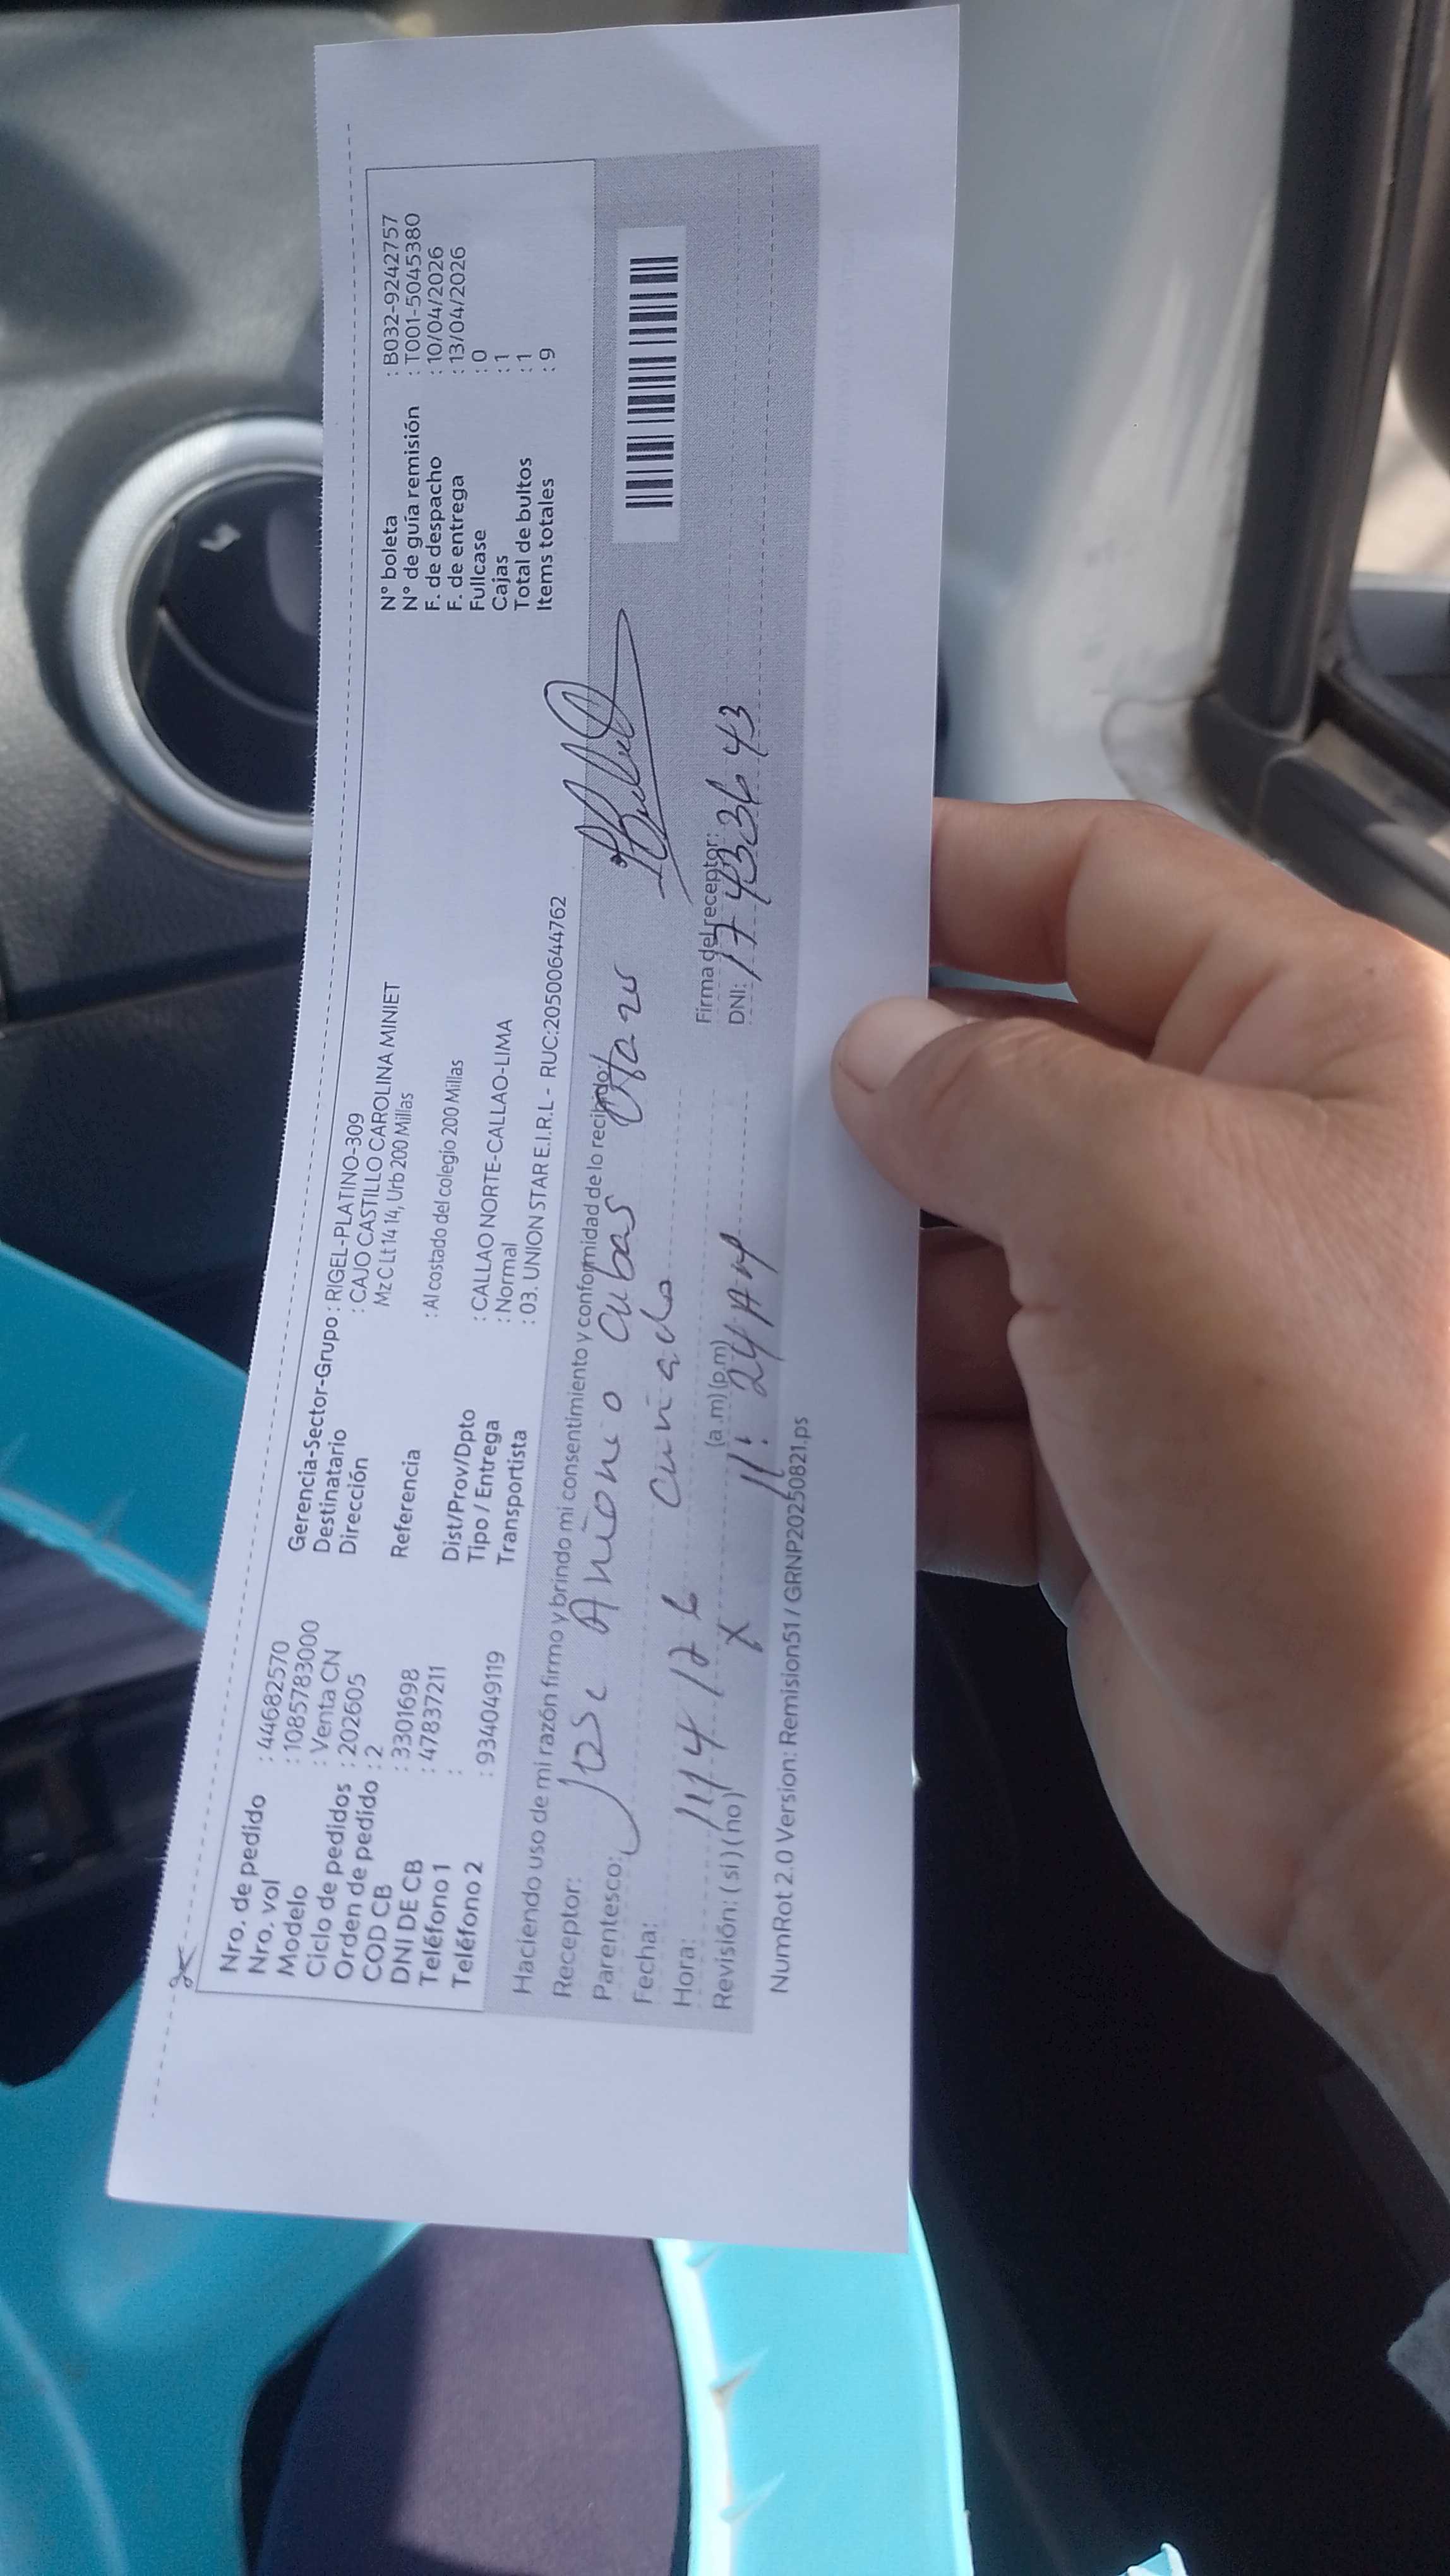 Nro. de pedido : 44682570
Nro. vol : 1085783000
Modelo : Venta CN
Ciclo de pedidos : 202605
Orden de pedido : 2
COD CB : 3301698
DNI DE CB : 47837211
Teléfono 1 :
Teléfono 2 : 934049119
Gerencia-Sector-Grupo : RIGEL-PLATINO-309
Destinatario : CAJO CASTILLO CAROLINA MINIET
Dirección MzC Lt 14 14, Urb 200 Millas
Referencia : Al costado del colegio 200 Millas
Dist/Prov/Dpto : CALLAO NORTE-CALLAO-LIMA
Tipo / Entrega : Normal
Transportista : 03. UNION STAR E.I.R.L - RUC:20500644762
N° boleta : B032-9242757
N° de guía remisión : T001-5045380
F. de despacho : 10/04/2026
F. de entrega : 13/04/2026
Fullcase : 0
Cajas : 1
Total de bultos : 1
Items totales : 9
Haciendo uso de mi razón firmo y brindo mi consentimiento y conformidad de lo recibido:
Receptor: Jose Cubas
Parentesco: Cuñado
Fecha:
Hora: (a.m) (p.m) 11:24 AM
Revisión: (si) (no) X
Firma del receptor:
DNI: 17433643
NumRot 2.0 Version: Remision51 / GRNP20250821.ps